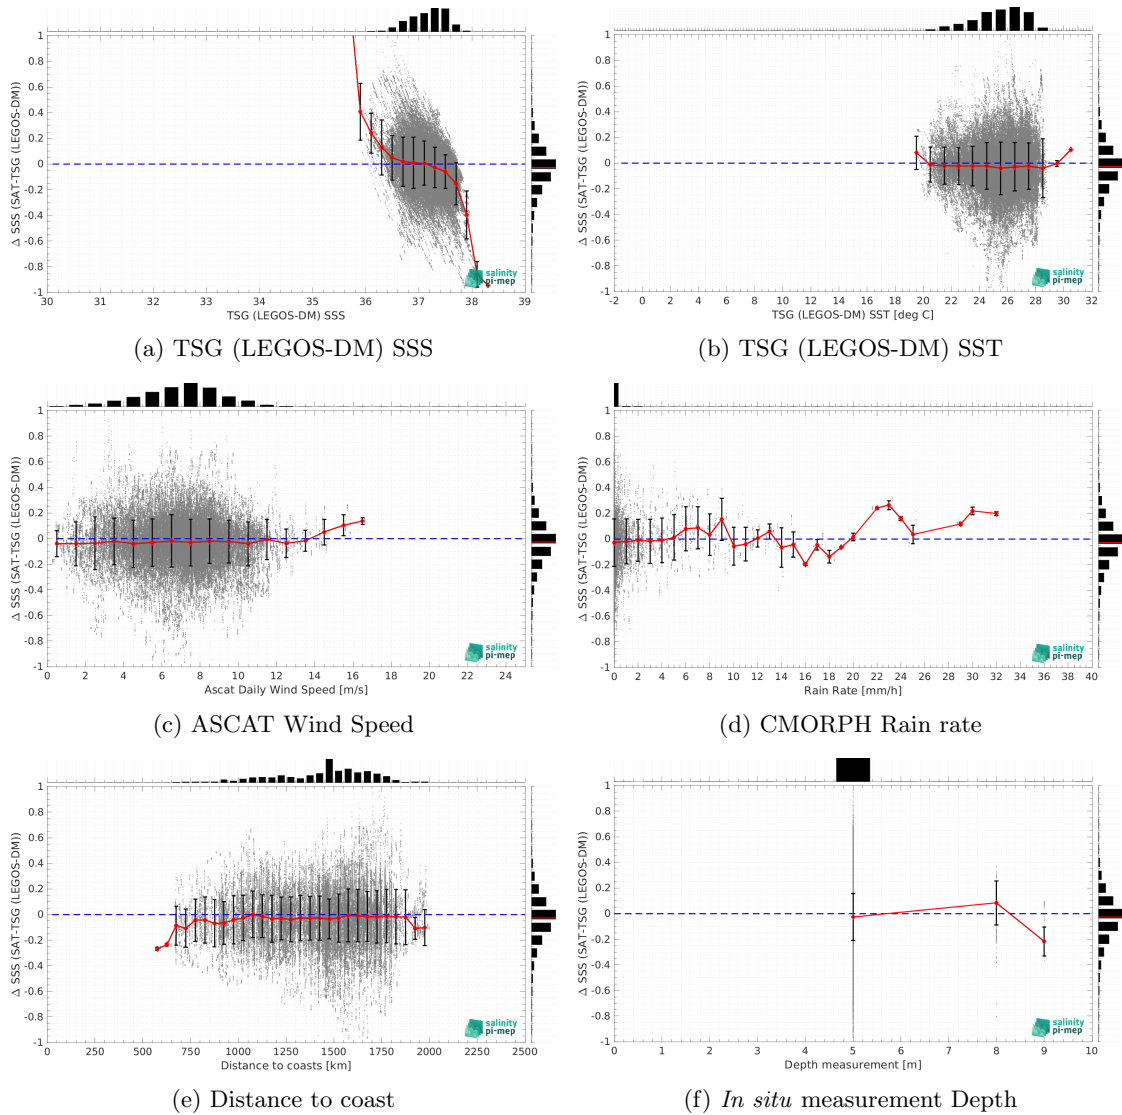 1
0.8
0.6
0.4
0.2
0
-0.2
-0.4
-0.6
-0.8
-1
Δ SSS (SAT-TSG (LEGOS-DM))
30 31 32 33 34 35 36 37 38 39
TSG (LEGOS-DM) SSS
salinity
pi-mep
(a) TSG (LEGOS-DM) SSS
1
0.8
0.6
0.4
0.2
0
-0.2
-0.4
-0.6
-0.8
-1
Δ SSS (SAT-TSG (LEGOS-DM))
-2 0 2 4 6 8 10 12 14 16 18 20 22 24 26 28 30 32
TSG (LEGOS-DM) SST [deg C]
salinity
pi-mep
(b) TSG (LEGOS-DM) SST
1
0.8
0.6
0.4
0.2
0
-0.2
-0.4
-0.6
-0.8
-1
Δ SSS (SAT-TSG (LEGOS-DM))
0 2 4 6 8 10 12 14 16 18 20 22 24
Ascat Daily Wind Speed [m/s]
salinity
pi-mep
(c) ASCAT Wind Speed
1
0.8
0.6
0.4
0.2
0
-0.2
-0.4
-0.6
-0.8
-1
Δ SSS (SAT-TSG (LEGOS-DM))
0 2 4 6 8 10 12 14 16 18 20 22 24 26 28 30 32 34 36 38 40
Rain Rate [mm/h]
salinity
pi-mep
(d) CMORPH Rain rate
1
0.8
0.6
0.4
0.2
0
-0.2
-0.4
-0.6
-0.8
-1
Δ SSS (SAT-TSG (LEGOS-DM))
0 250 500 750 1000 1250 1500 1750 2000 2250 2500
Distance to coasts [km]
salinity
pi-mep
(e) Distance to coast
1
0.8
0.6
0.4
0.2
0
-0.2
-0.4
-0.6
-0.8
-1
Δ SSS (SAT-TSG (LEGOS-DM))
0 1 2 3 4 5 6 7 8 9 10
Depth measurement [m]
salinity
pi-mep
(f) In situ measurement Depth